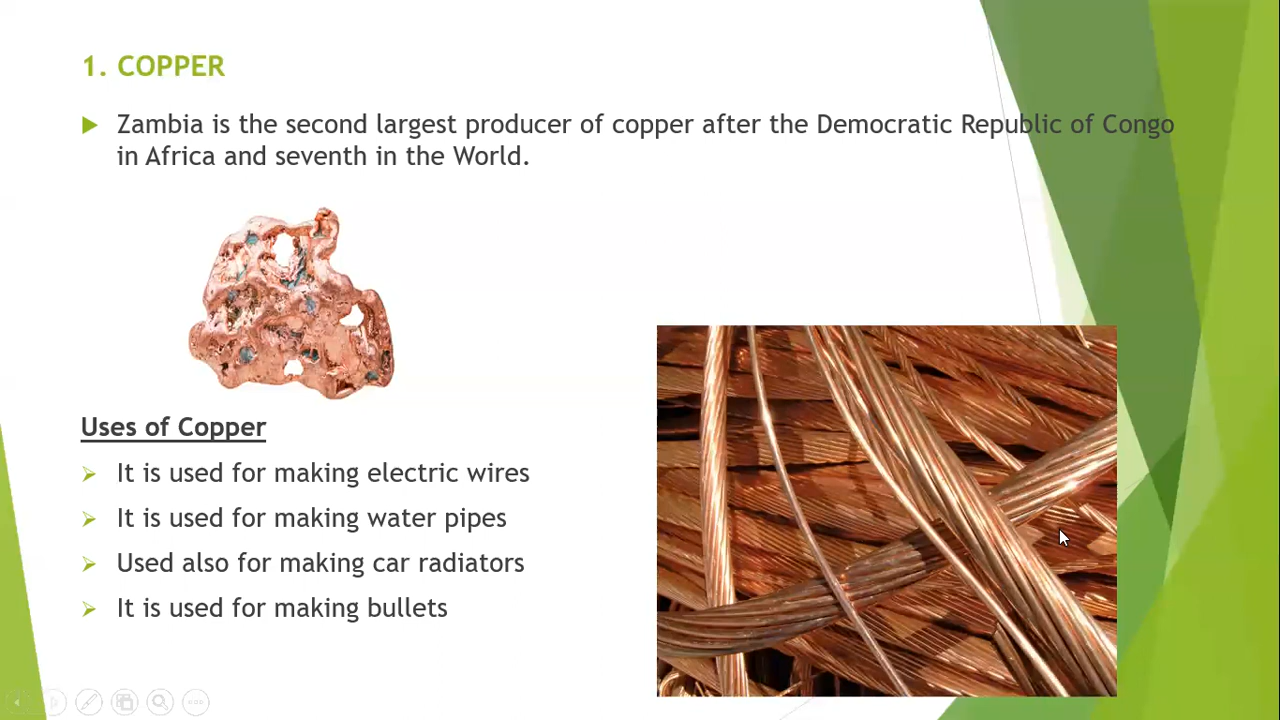 1. COPPER
Zambia is the second largest producer of copper after the Democratic Republic of Congo
in Africa and seventh in the World.
Uses of Copper
It is used for making electric wires
It is used for making water pipes
Used also for making car radiators
It is used for making bullets